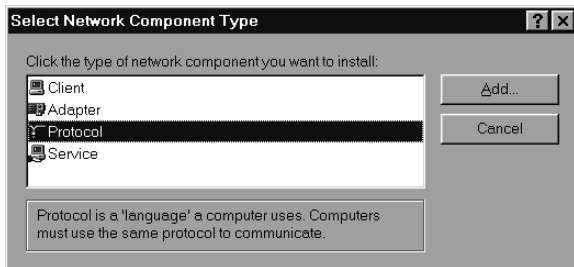 Select Network Component Type
? ×
Click the type of network component you want to install:
Client
Adapter
Protocol
Service
Add...
Cancel
Protocol is a 'language' a computer uses. Computers
must use the same protocol to communicate.